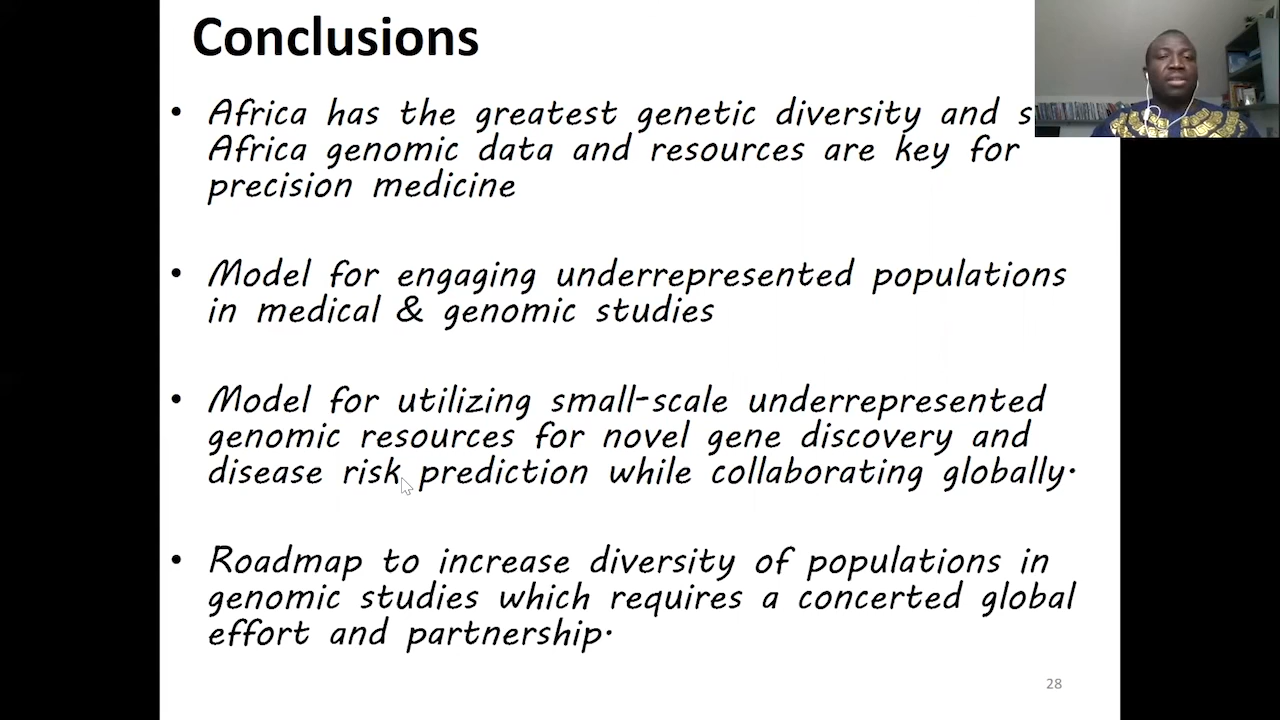 Conclusions
• Africa has the greatest genetic diversity and
Africa genomic data and resources are key for
precision medicine
• Model for engaging underrepresented populations
in medical & genomic studies
• Model for utilizing small-scale underrepresented
genomic resources for novel gene discovery and
disease risk prediction while collaborating globally.
• Roadmap to increase diversity of populations in
genomic studies which requires a concerted global
effort and partnership.
28